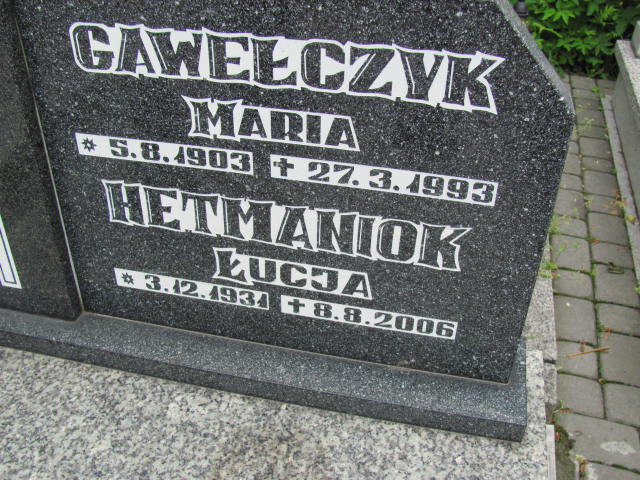 GAWEŁCZYK
MARIA
* 5.8.1903 + 27.3.1993
HETMANIOK
ŁUCJA
* 3.12.1931 + 8.8.2006